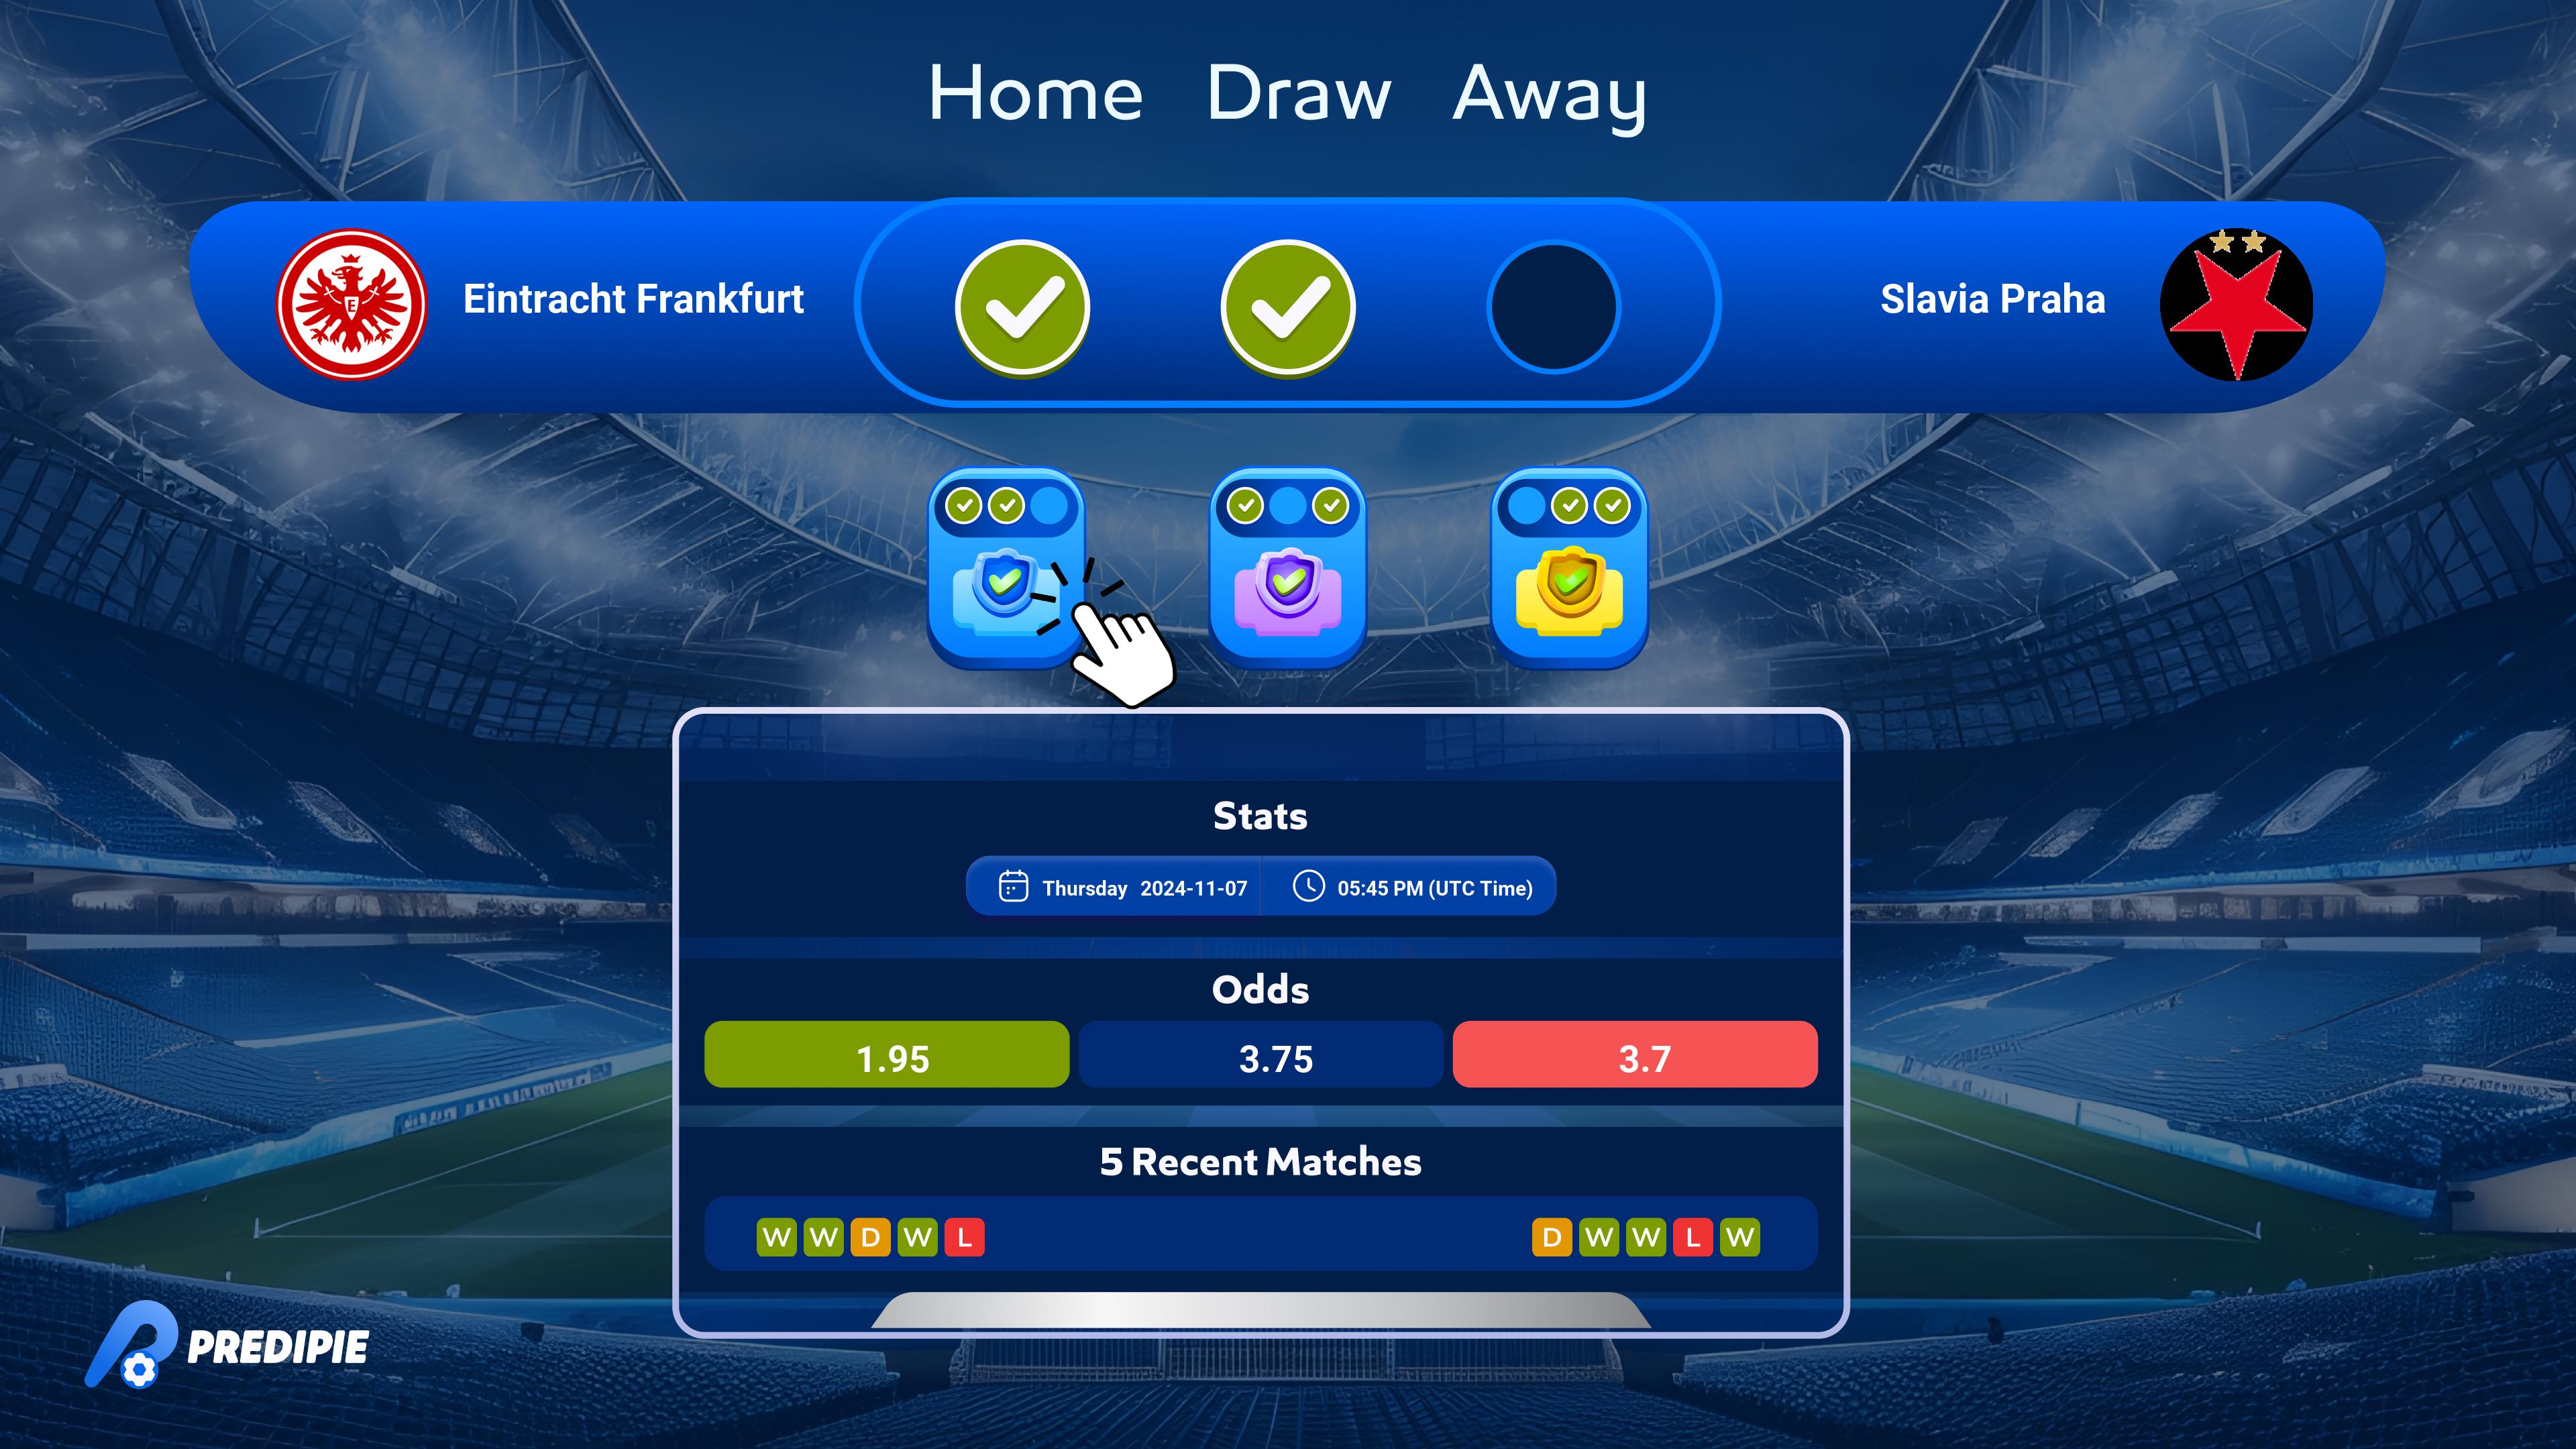 Home Draw Away
Eintracht Frankfurt
Slavia Praha
Stats
Thursday 2024-11-07 05:45 PM (UTC Time)
Odds
1.95 3.75 3.7
5 Recent Matches
W W D W L D W W L W
PREDIPIE